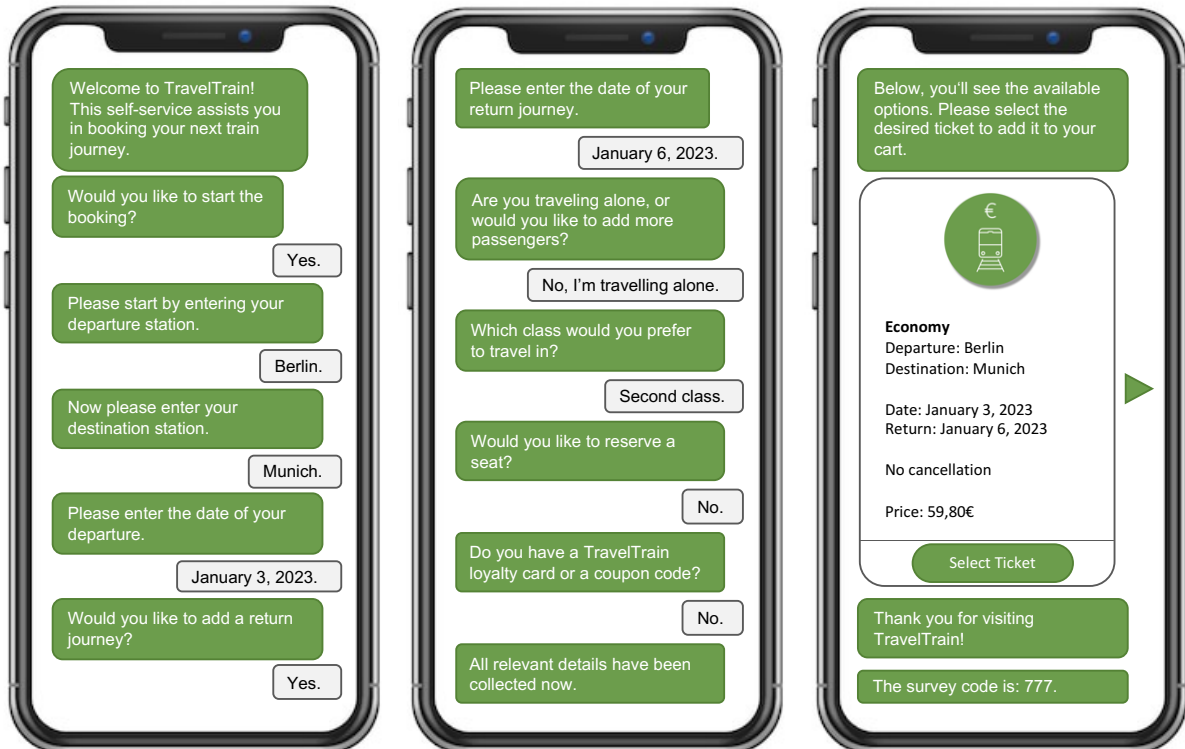 Welcome to TravelTrain!
This self-service assists you
in booking your next train
journey.
Would you like to start the
booking?
Yes.
Please start by entering your
departure station.
Berlin.
Now please enter your
destination station.
Munich.
Please enter the date of your
departure.
January 3, 2023.
Would you like to add a return
journey?
Yes.
Please enter the date of your
return journey.
January 6, 2023.
Are you traveling alone, or
would you like to add more
passengers?
No, I’m travelling alone.
Which class would you prefer
to travel in?
Second class.
Would you like to reserve a
seat?
No.
Do you have a TravelTrain
loyalty card or a coupon code?
No.
All relevant details have been
collected now.
Below, you‘ll see the available
options. Please select the
desired ticket to add it to your
cart.
€
Economy
Departure: Berlin
Destination: Munich
Date: January 3, 2023
Return: January 6, 2023
No cancellation
Price: 59,80€
Select Ticket
Thank you for visiting
TravelTrain!
The survey code is: 777.